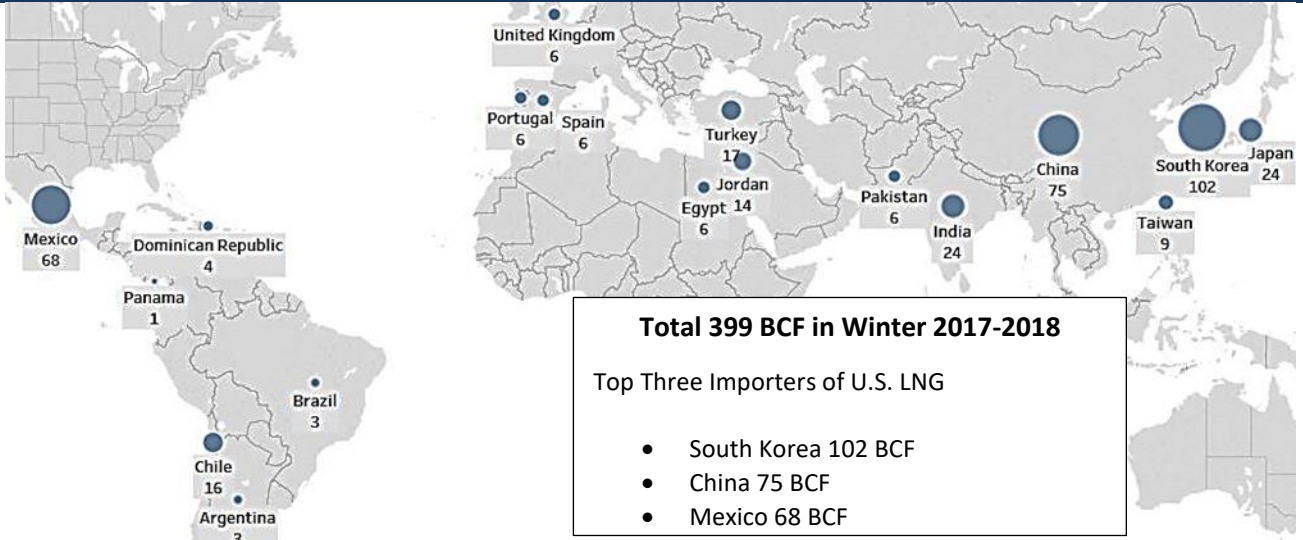 United Kingdom
6
Portugal
6
Spain
6
Turkey
17
Jordan
14
Egypt
6
Pakistan
6
India
24
China
75
South Korea
102
Japan
24
Taiwan
9
Mexico
68
Dominican Republic
4
Panama
1
Brazil
3
Chile
16
Argentina
3
Total 399 BCF in Winter 2017-2018
Top Three Importers of U.S. LNG
• South Korea 102 BCF
• China 75 BCF
• Mexico 68 BCF